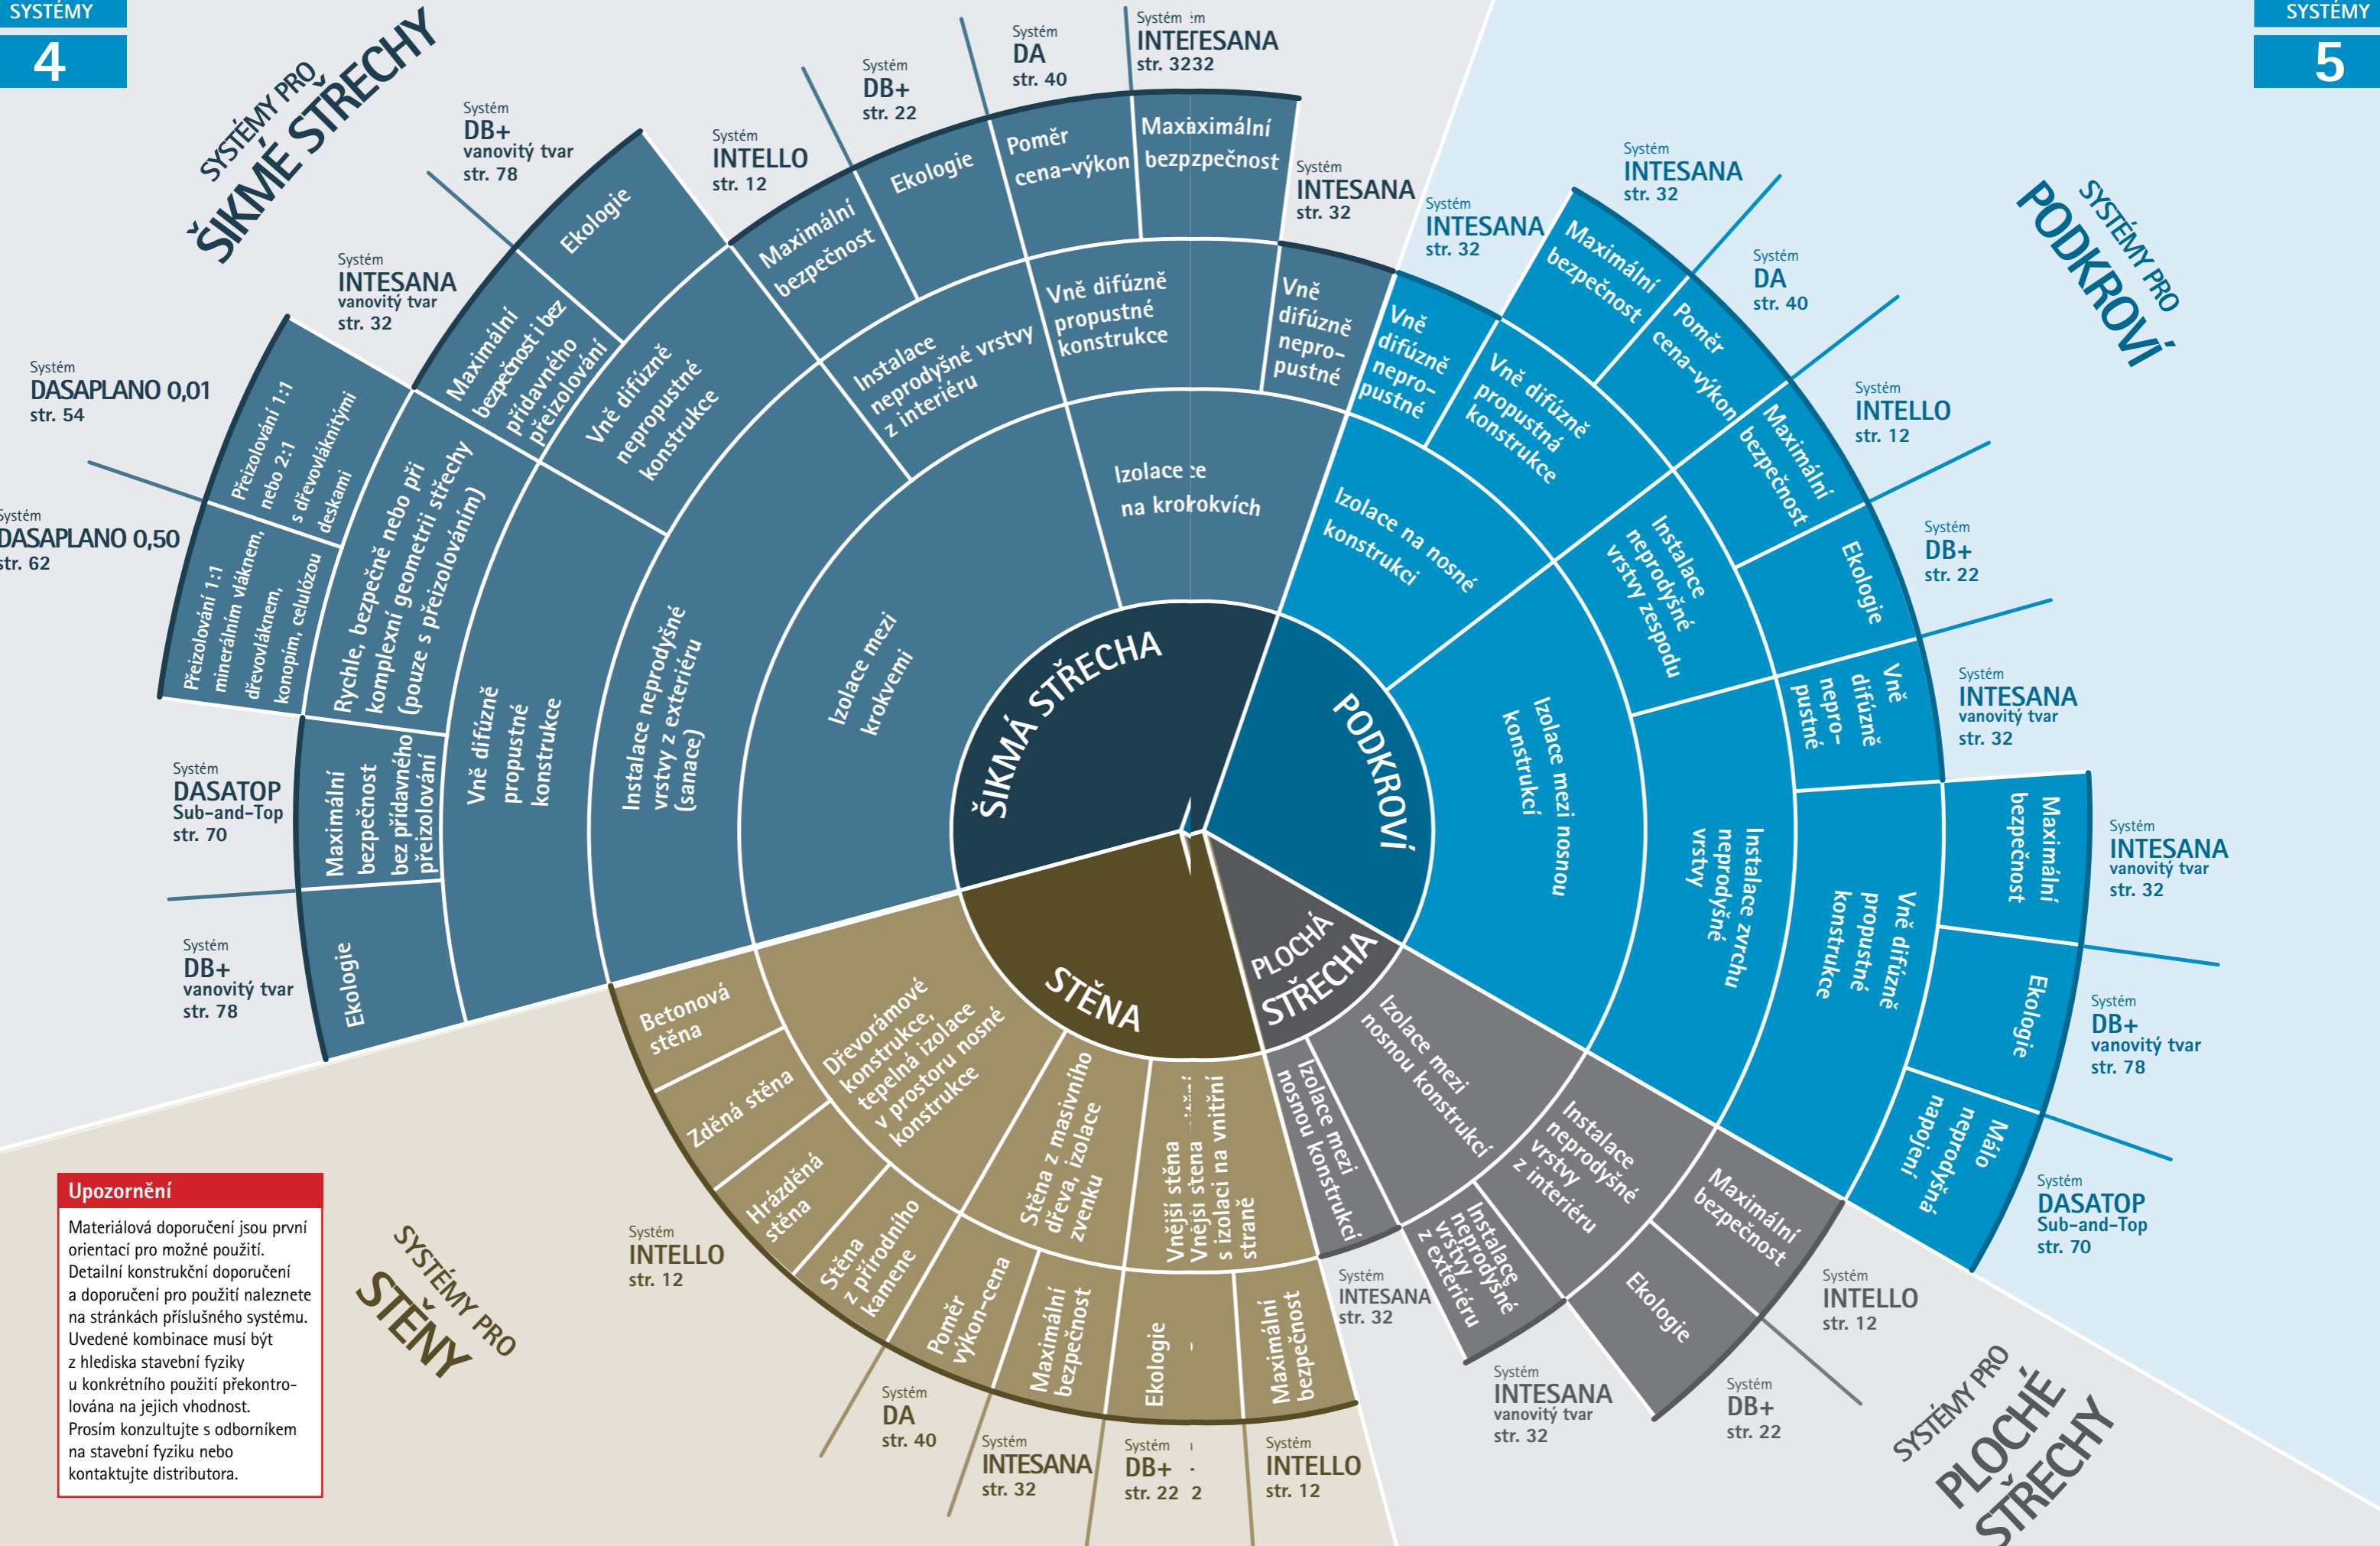 SYSTÉMY
4
SYSTÉMY
5
SYSTÉMY PRO
ŠIKMÉ STŘECHY
Systém
DASAPLANO 0,50
str. 62
Systém
DASAPLANO 0,01
str. 54
Systém
INTESANA
vanovitý tvar
str. 32
Systém
DB+
vanovitý tvar
str. 78
Systém
INTELLO
str. 12
Systém
DB+
str. 22
Systém
DA
str. 40
Systém
INTESANA
str. 32
Systém
INTESANA
str. 32
Systém
DASATOP
Sub-and-Top
str. 70
Systém
DB+
vanovitý tvar
str. 78
Přeizolování 1:1
nebo 2:1
s dřevovláknitými
deskami
Přeizolování 1:1
minerálním vláknem,
dřevovláknem,
konopím, celulózou
Rychle, bezpečně nebo při
komplexní geometrii střechy
(pouze s přeizolováním)
Maximální
bezpečnost
bez přídavného
přeizolování
Ekologie
Vně difúzně
propustné
konstrukce
Maximální
bezpečnost i bez
přídavného
přeizolování
Ekologie
Vně difúzně
nepropustné
konstrukce
Instalace neprodyšné
vrstvy z exteriéru
(sanace)
Maximální
bezpečnost
Ekologie
Instalace
neprodyšné vrstvy
z interiéru
Izolace mezi
krokvemi
Poměr
cena-výkon
Maximální
bezpečnost
Vně difúzně
propustné
konstrukce
Vně
difúzně
nepro-
pustné
Izolace
na krokvích
ŠIKMÁ STŘECHA
SYSTÉMY PRO
PODKROVÍ
Systém
INTESANA
str. 32
Systém
INTESANA
str. 32
Systém
DA
str. 40
Systém
INTELLO
str. 12
Systém
DB+
str. 22
Systém
INTESANA
vanovitý tvar
str. 32
Systém
INTESANA
vanovitý tvar
str. 32
Systém
DB+
vanovitý tvar
str. 78
Systém
DASATOP
Sub-and-Top
str. 70
Vně
difúzně
nepro-
pustné
Maximální
bezpečnost
Poměr
cena-výkon
Vně difúzně
propustná
konstrukce
Izolace na nosné
konstrukci
Maximální
bezpečnost
Ekologie
Instalace
neprodyšné
vrstvy zespodu
Vně
difúzně
nepro-
pustné
Maximální
bezpečnost
Ekologie
Málo
neprodyšná
napojení
Vně difúzně
propustné
konstrukce
Instalace zvrchu
neprodyšné
vrstvy
Izolace mezi nosnou
konstrukcí
PODKROVÍ
PLOCHÁ
STŘECHA
Izolace mezi
nosnou konstrukcí
Izolace mezi
nosnou konstrukcí
Instalace
neprodyšné
vrstvy
z interiéru
Instalace
neprodyšné
vrstvy
z exteriéru
Maximální
bezpečnost
Ekologie
Systém
INTESANA
str. 32
Systém
INTESANA
vanovitý tvar
str. 32
Systém
DB+
str. 22
Systém
INTELLO
str. 12
SYSTÉMY PRO
PLOCHÉ
STŘECHY
STĚNA
Betonová
stěna
Zděná stěna
Hrázděná
stěna
Stěna
z přírodního
kamene
Dřevorámové
konstrukce,
tepelná izolace
v prostoru nosné
konstrukce
Stěna z masivního
dřeva, izolace
zvenku
Vnější stěna
Vnější stěna
s izolaci na vnitřní
straně
Poměr
výkon-cena
Maximální
bezpečnost
Ekologie
Maximální
bezpečnost
Systém
INTELLO
str. 12
Systém
DA
str. 40
Systém
INTESANA
str. 32
Systém
DB+
str. 22
Systém
INTELLO
str. 12
SYSTÉMY PRO
STĚNY
Upozornění
Materiálová doporučení jsou první
orientací pro možné použití.
Detailní konstrukční doporučení
a doporučení pro použití naleznete
na stránkách příslušného systému.
Uvedené kombinace musí být
z hlediska stavební fyziky
u konkrétního použití překontro-
lována na jejich vhodnost.
Prosím konzultujte s odborníkem
na stavební fyziku nebo
kontaktujte distributora.